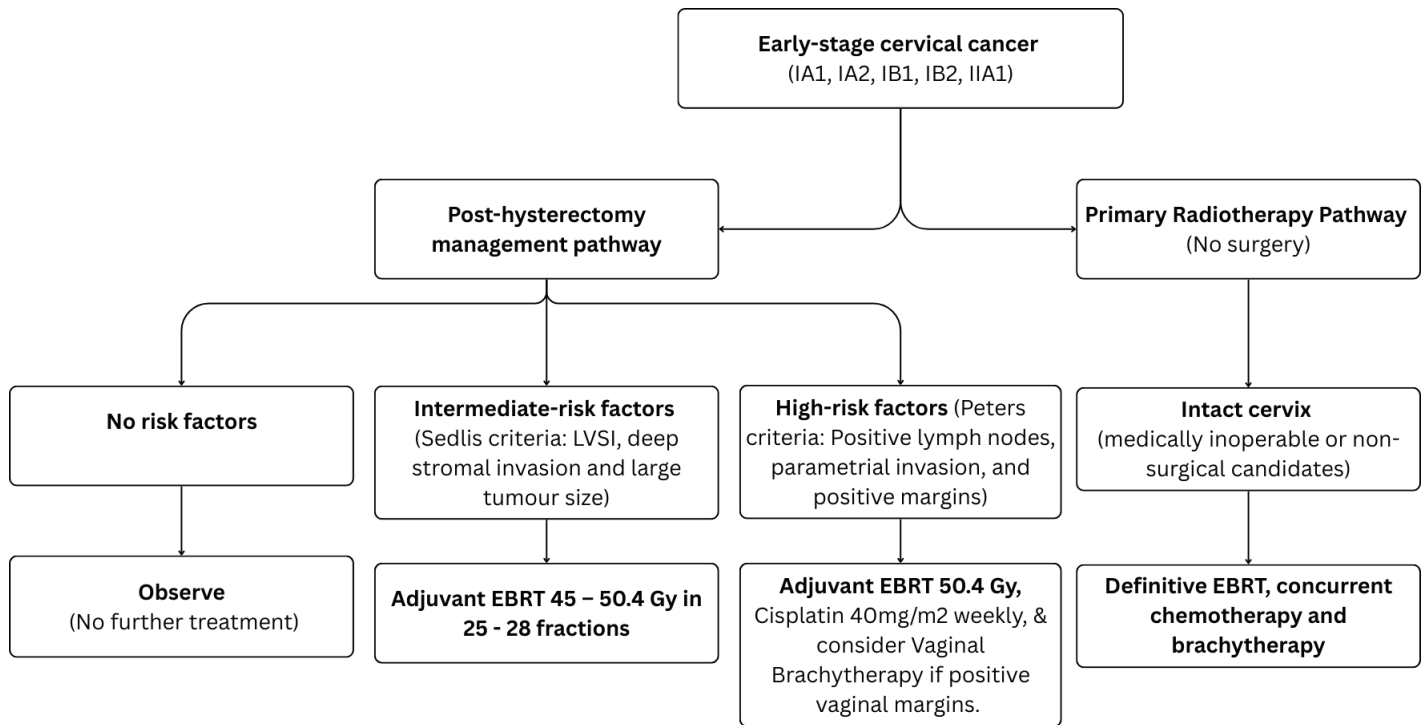 Early-stage cervical cancer
(IA1, IA2, IB1, IB2, IIA1)
Post-hysterectomy
management pathway
Primary Radiotherapy Pathway
(No surgery)
No risk factors
Intermediate-risk factors
(Sedlis criteria: LVSI, deep
stromal invasion and large
tumour size)
High-risk factors (Peters
criteria: Positive lymph nodes,
parametrial invasion, and
positive margins)
Intact cervix
(medically inoperable or non-
surgical candidates)
Observe
(No further treatment)
Adjuvant EBRT 45 – 50.4 Gy in
25 - 28 fractions
Adjuvant EBRT 50.4 Gy,
Cisplatin 40mg/m2 weekly, &
consider Vaginal
Brachytherapy if positive
vaginal margins.
Definitive EBRT, concurrent
chemotherapy and
brachytherapy